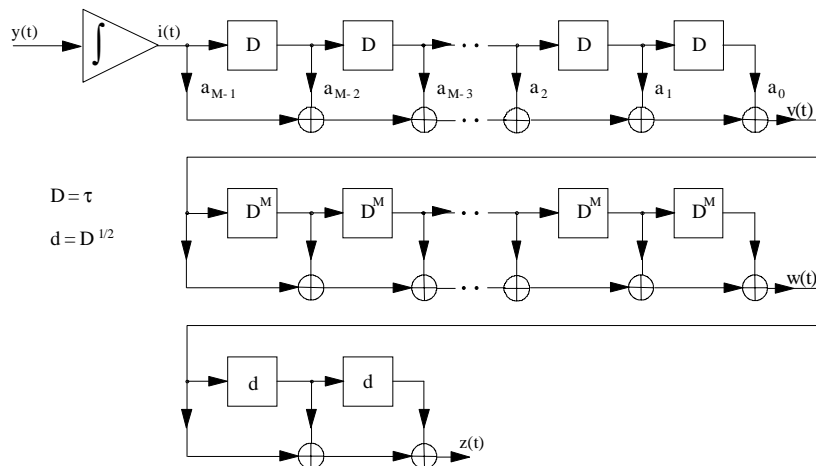 y(t) ∫ i(t) D D · · D D
a_{M-1} a_{M-2} a_{M-3} · · a_2 a_1 a_0 v(t)
D = τ
d = D^{1/2}
D^M D^M · · D^M D^M
· · w(t)
d d
z(t)